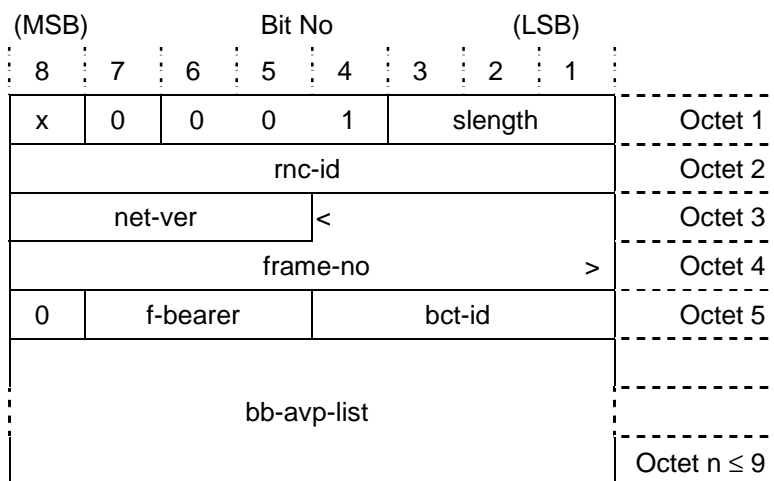 (MSB) Bit No (LSB)
8 7 6 5 4 3 2 1
x 0 0 0 1 slength Octet 1
rnc-id Octet 2
net-ver < Octet 3
frame-no > Octet 4
0 f-bearer bct-id Octet 5
bb-avp-list
Octet n ≤ 9